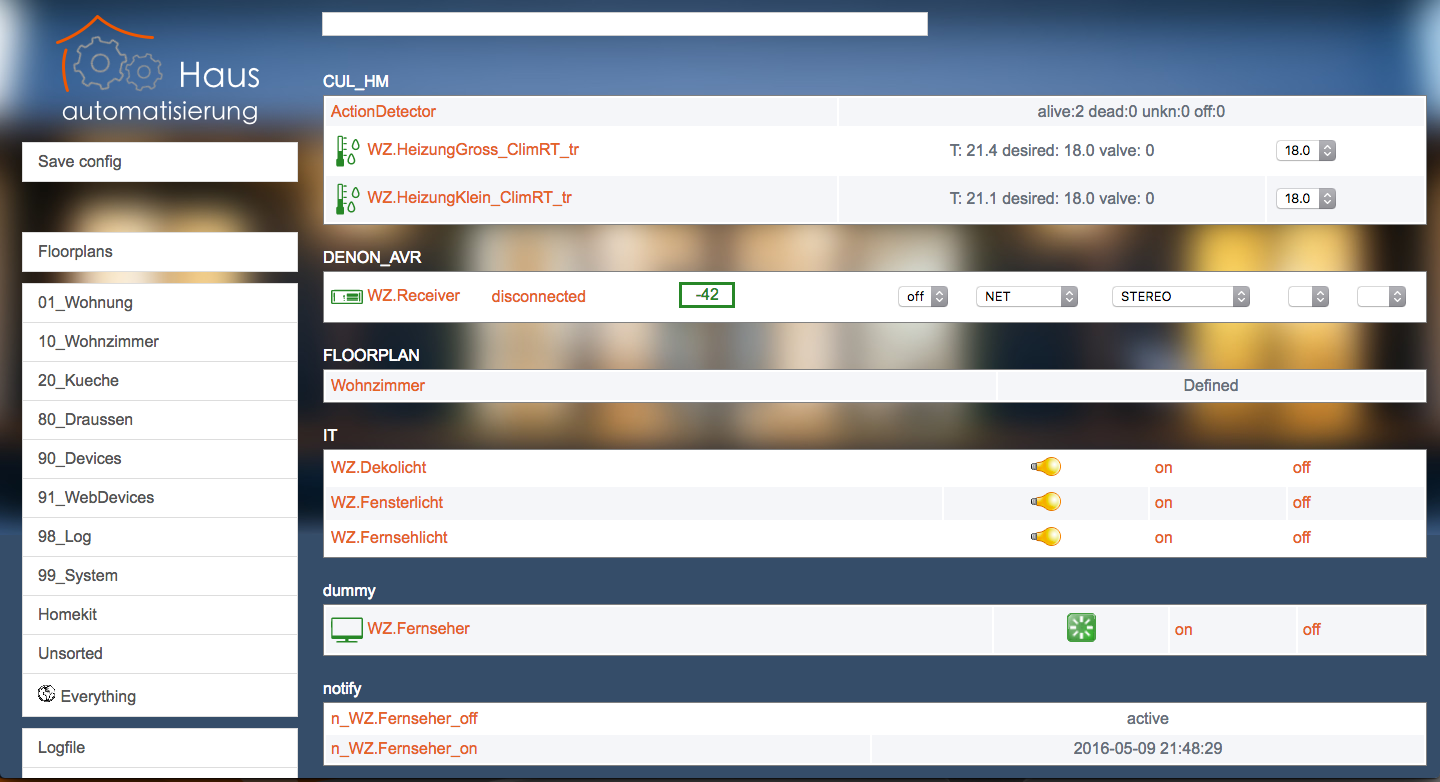 Haus
automatisierung
Save config
Floorplans
01_Wohnung
10_Wohnzimmer
20_Kueche
80_Draussen
90_Devices
91_WebDevices
98_Log
99_System
Homekit
Unsorted
Everything
Logfile
CUL_HM
ActionDetector alive:2 dead:0 unkn:0 off:0
WZ.HeizungGross_ClimRT_tr T: 21.4 desired: 18.0 valve: 0 18.0
WZ.HeizungKlein_ClimRT_tr T: 21.1 desired: 18.0 valve: 0 18.0
DENON_AVR
WZ.Receiver disconnected -42 off NET STEREO
FLOORPLAN
Wohnzimmer Defined
IT
WZ.Dekolicht on off
WZ.Fensterlicht on off
WZ.Fernsehlicht on off
dummy
WZ.Fernseher on off
notify
n_WZ.Fernseher_off active
n_WZ.Fernseher_on 2016-05-09 21:48:29